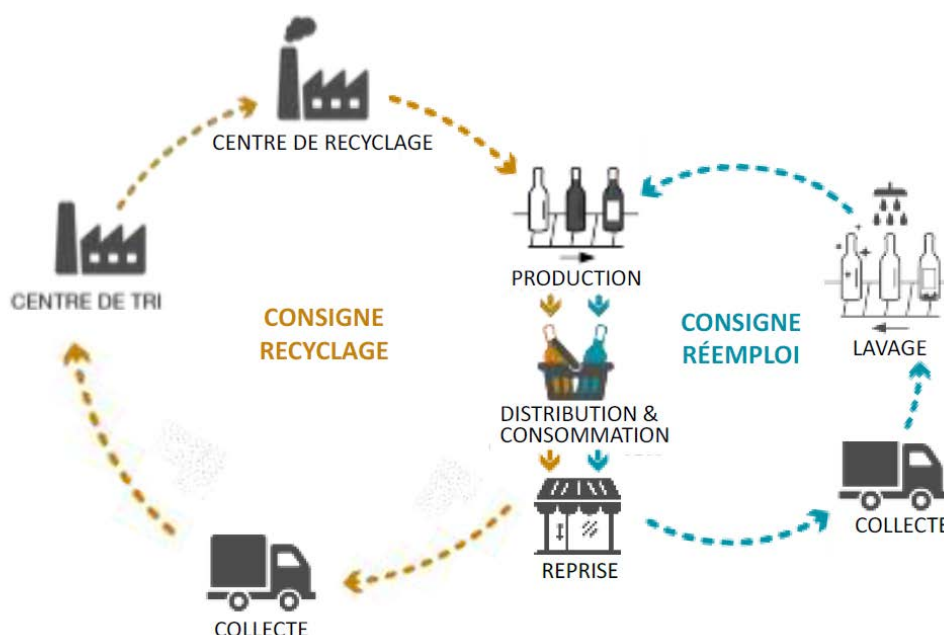 CENTRE DE RECYCLAGE
CENTRE DE TRI
PRODUCTION
CONSIGNE
RECYCLAGE
CONSIGNE
RÉEMPLOI
LAVAGE
DISTRIBUTION &
CONSOMMATION
COLLECTE
REPRISE
COLLECTE